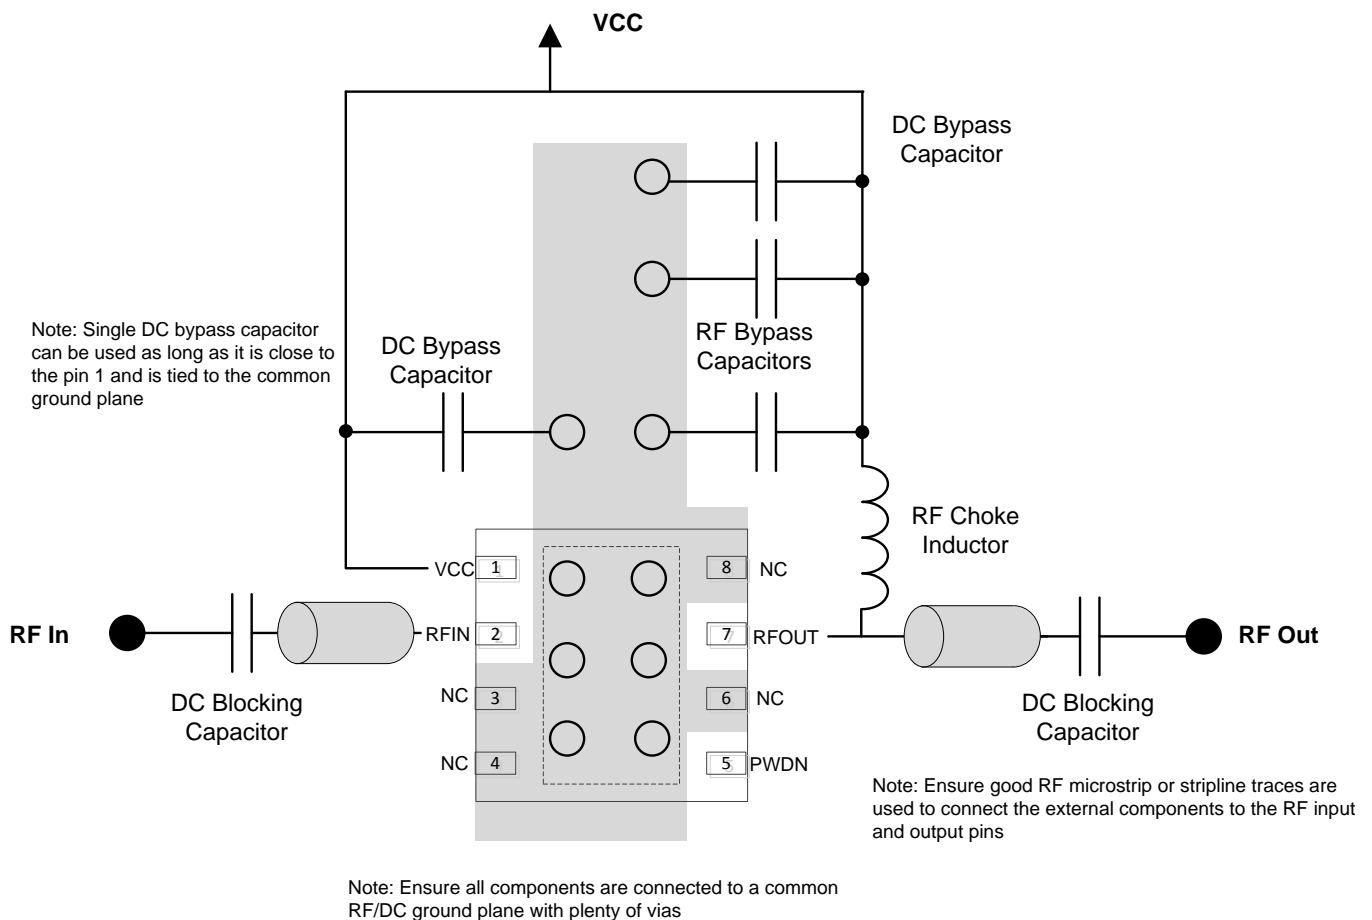 VCC
DC Bypass
Capacitor
Note: Single DC bypass capacitor
can be used as long as it is close to
the pin 1 and is tied to the common
ground plane
DC Bypass
Capacitor
RF Bypass
Capacitors
RF Choke
Inductor
VCC 1
8 NC
RF In
RFIN 2
7 RFOUT
RF Out
NC 3
6 NC
DC Blocking
Capacitor
DC Blocking
Capacitor
NC 4
5 PWDN
Note: Ensure good RF microstrip or stripline traces are
used to connect the external components to the RF input
and output pins
Note: Ensure all components are connected to a common
RF/DC ground plane with plenty of vias